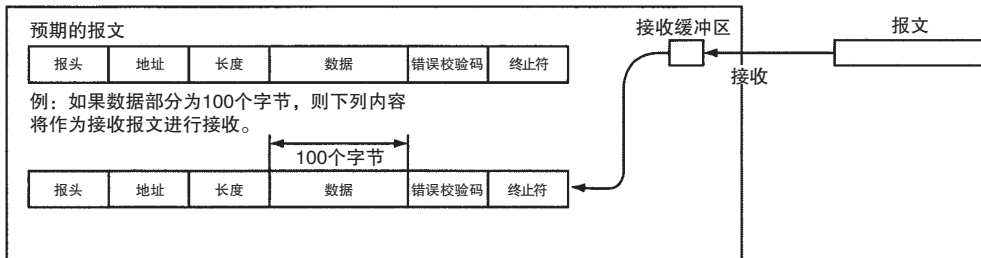 预期的报文
报头 地址 长度 数据 错误校验码 终止符
例：如果数据部分为100个字节，则下列内容
将作为接收报文进行接收。
100个字节
报头 地址 长度 数据 错误校验码 终止符
接收缓冲区
接收
报文